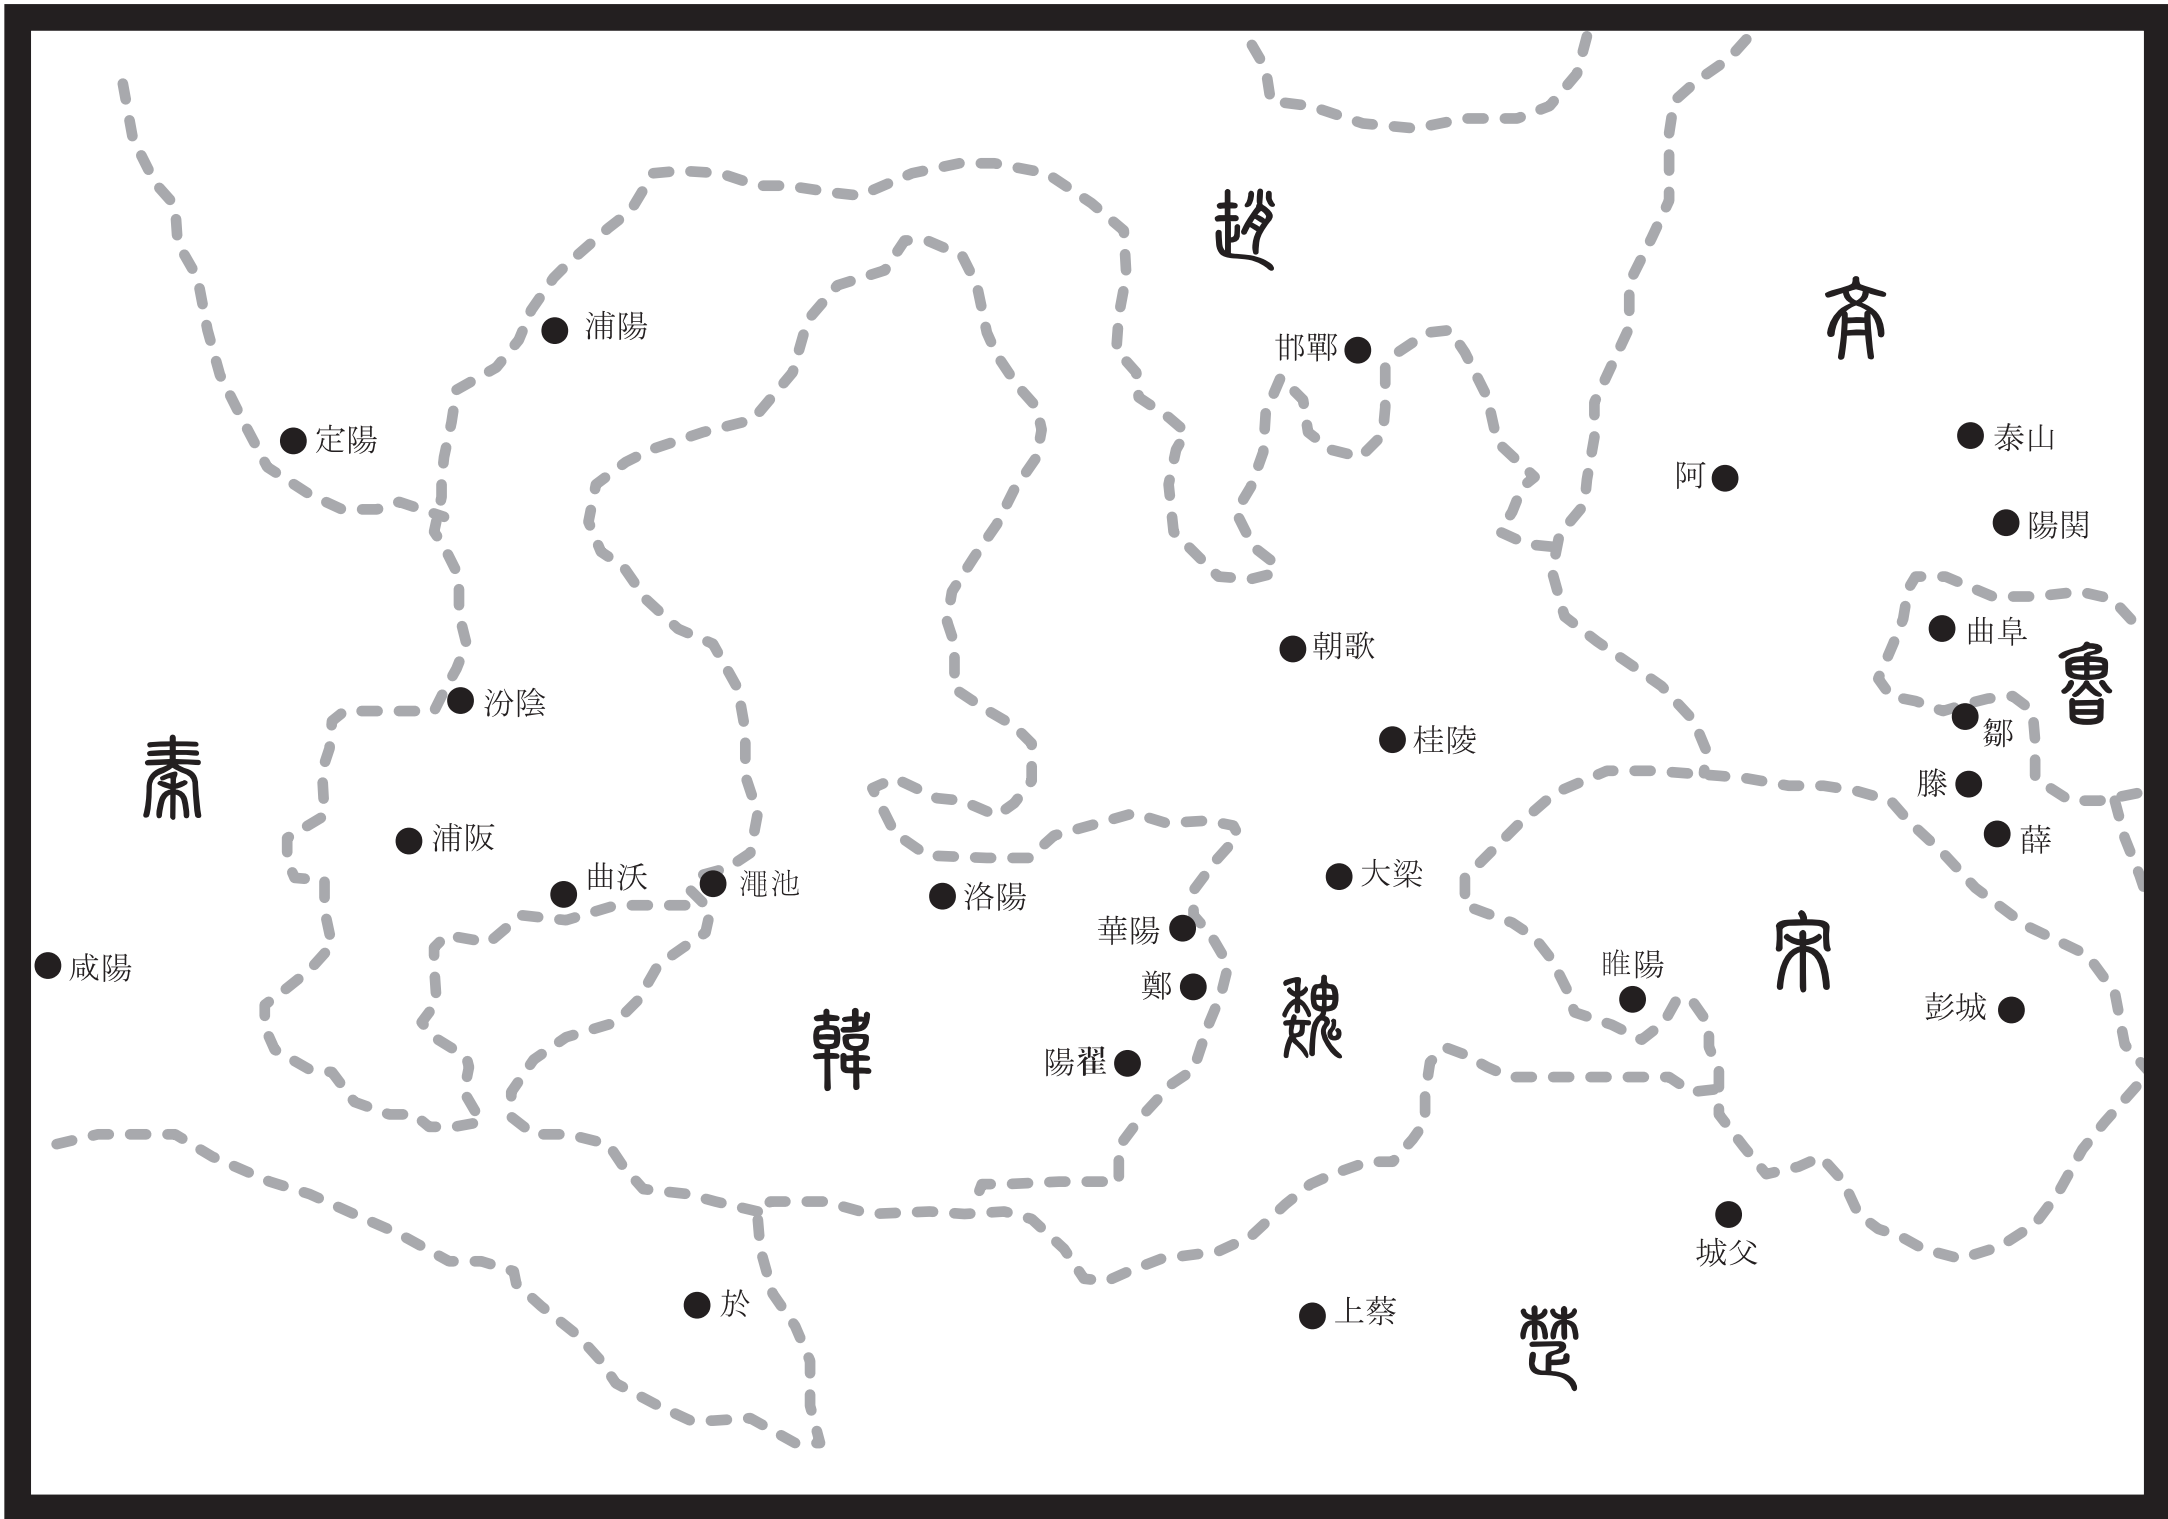 趙
斉
浦陽
邯鄲
定陽
泰山
阿
陽関
曲阜
朝歌
魯
汾陰
鄒
桂陵
秦
滕
浦阪
薛
曲沃
澠池
大梁
洛陽
華陽
宋
咸陽
睢陽
鄭
彭城
魏
韓
陽翟
城父
於
上蔡
楚